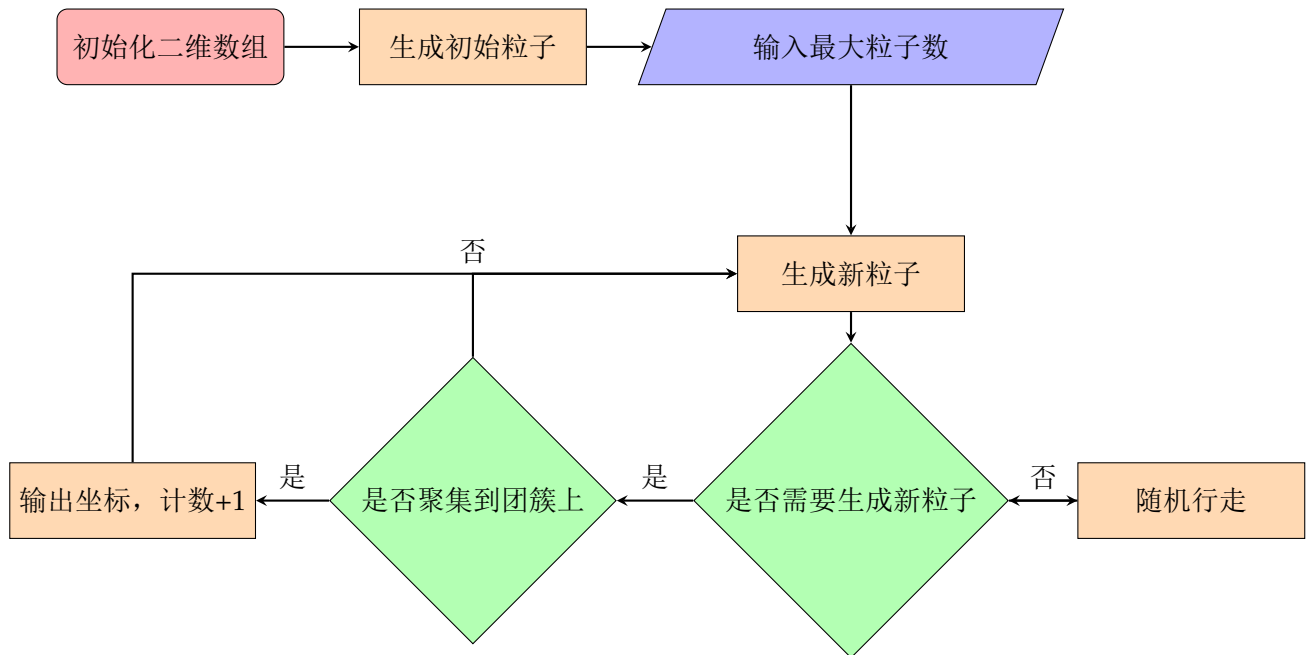 初始化二维数组
生成初始粒子
输入最大粒子数
否
生成新粒子
输出坐标，计数+1
是
是否聚集到团簇上
是
是否需要生成新粒子
否
随机行走